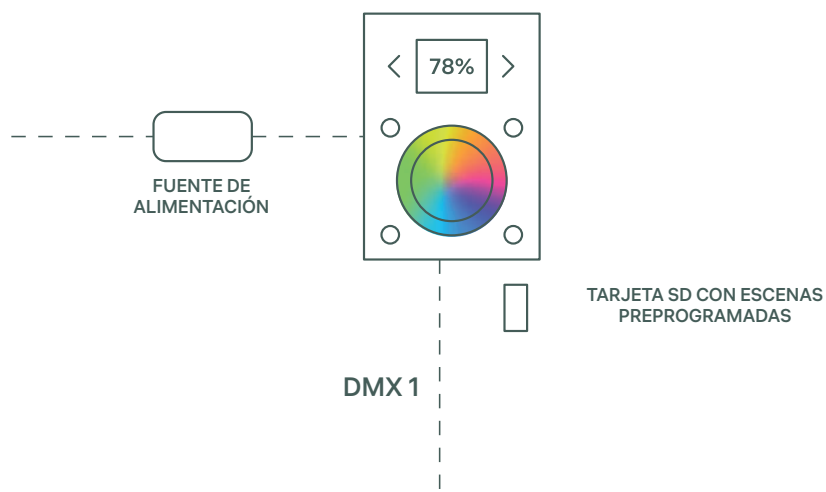 78%
FUENTE DE
ALIMENTACIÓN
TARJETA SD CON ESCENAS
PREPROGRAMADAS
DMX 1